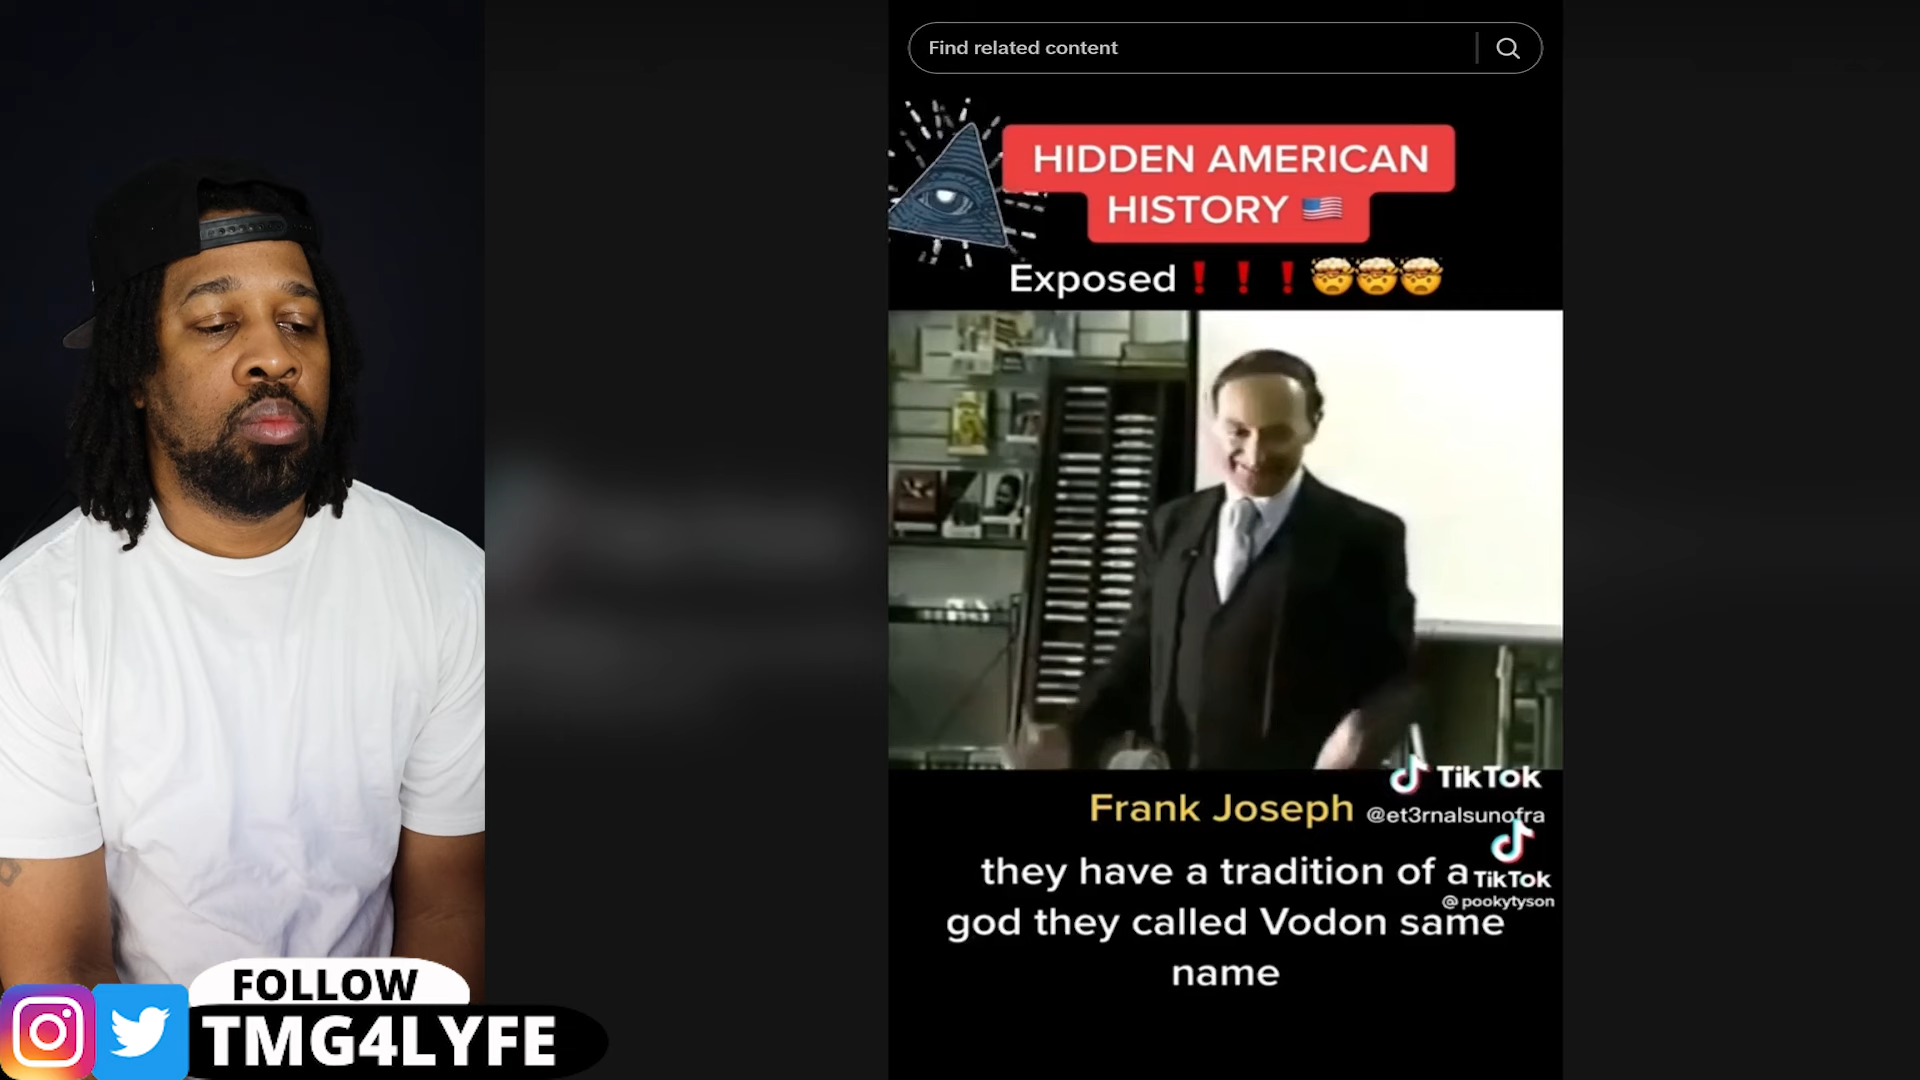 Find related content
HIDDEN AMERICAN
HISTORY
Exposed❗❗❗🤯🤯🤯
TikTok
Frank Joseph
@et3rnalsunofra
they have a tradition of a
TikTok
@pookytyson
god they called Vodon same
name
FOLLOW
TMG4LYFE